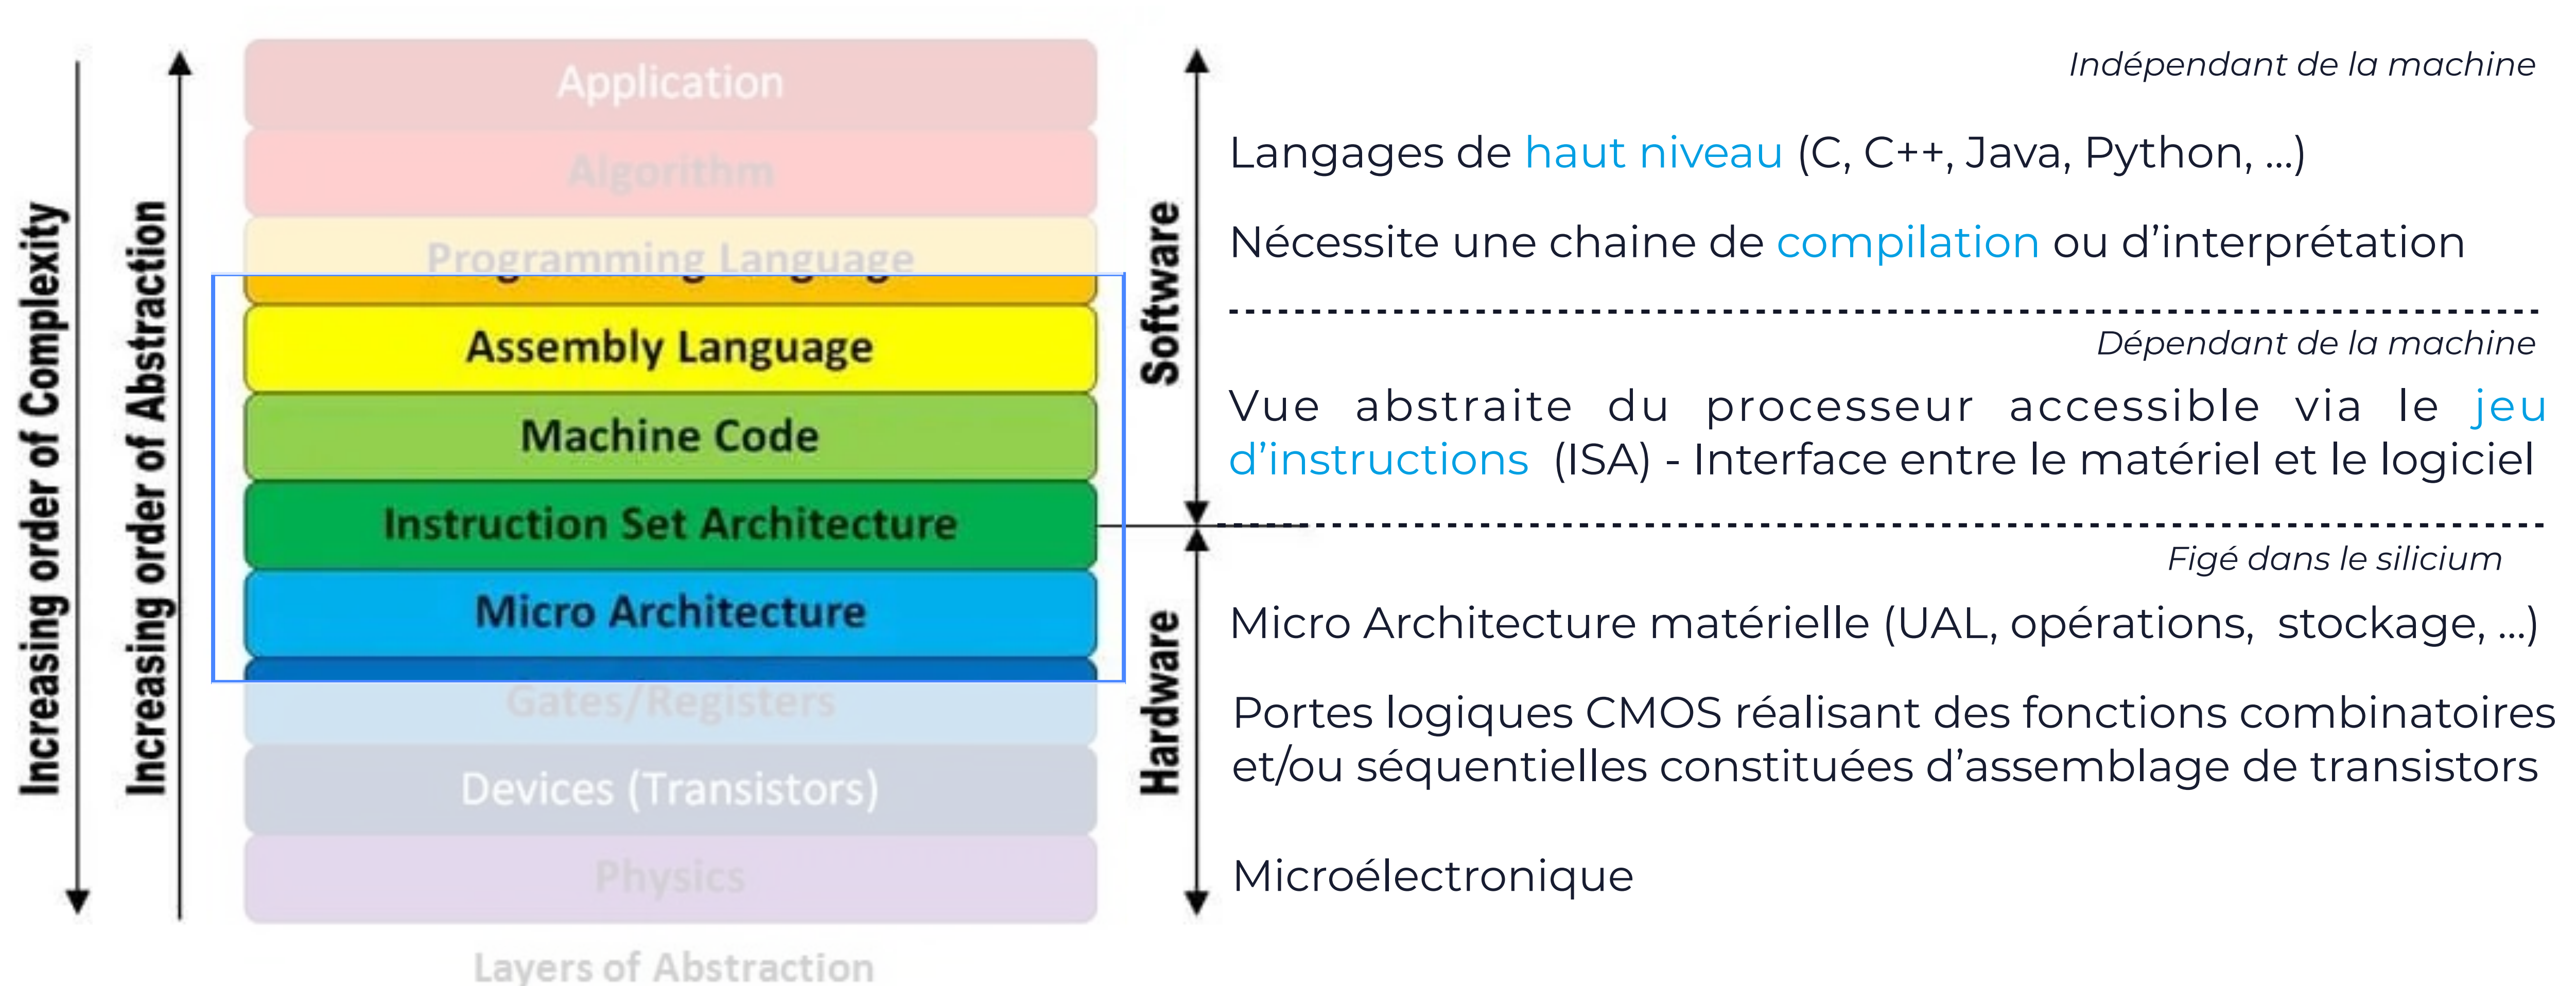 Increasing order of Complexity
Increasing order of Abstraction
Application
Algorithm
Programming Language
Assembly Language
Machine Code
Instruction Set Architecture
Micro Architecture
Gates/Registers
Devices (Transistors)
Physics
Layers of Abstraction
Software
Hardware
Indépendant de la machine
Langages de haut niveau (C, C++, Java, Python, ...)
Nécessite une chaine de compilation ou d’interprétation
Dépendant de la machine
Vue abstraite du processeur accessible via le jeu
d’instructions (ISA) - Interface entre le matériel et le logiciel
Figé dans le silicium
Micro Architecture matérielle (UAL, opérations, stockage, ...)
Portes logiques CMOS réalisant des fonctions combinatoires
et/ou séquentielles constituées d’assemblage de transistors
Microélectronique